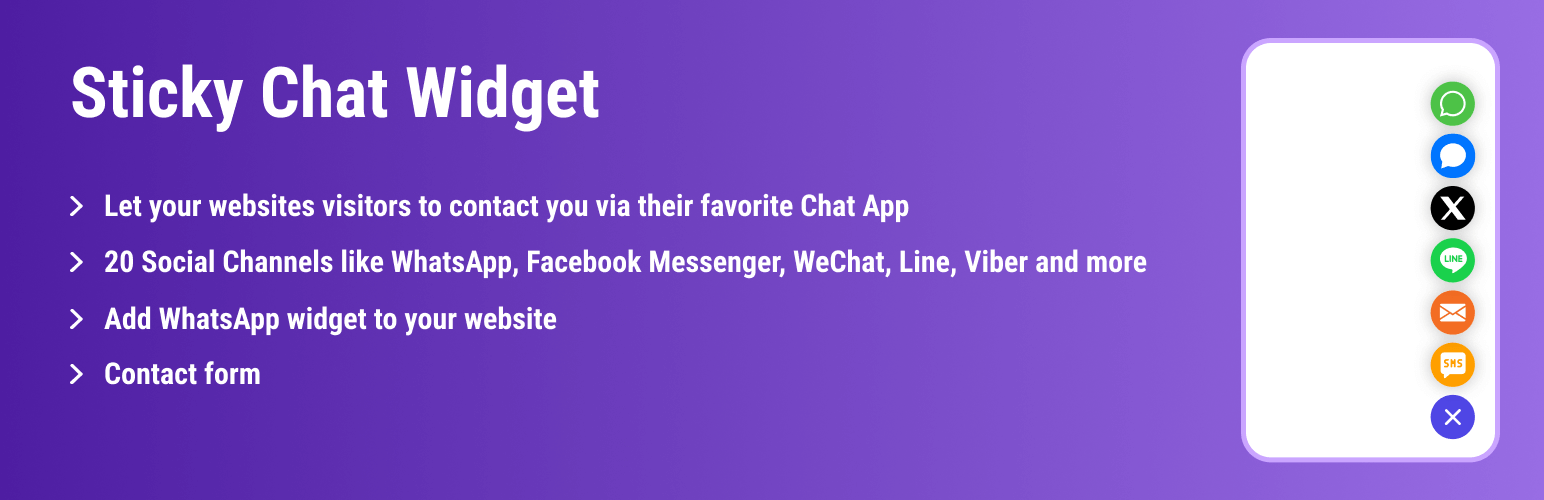 Sticky Chat Widget
Let your websites visitors to contact you via their favorite Chat App
20 Social Channels like WhatsApp, Facebook Messenger, WeChat, Line, Viber and more
Add WhatsApp widget to your website
Contact form
LINE
SMS